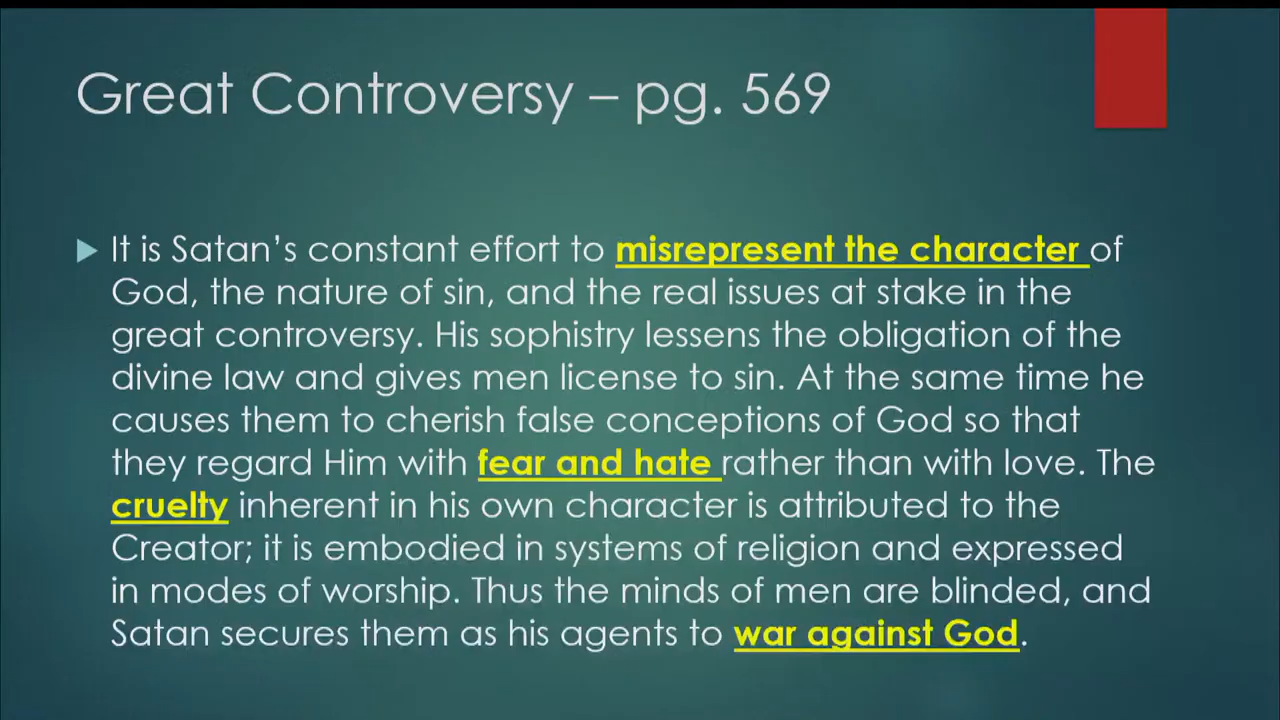 Great Controversy – pg. 569
It is Satan's constant effort to misrepresent the character of
God, the nature of sin, and the real issues at stake in the
great controversy. His sophistry lessens the obligation of the
divine law and gives men license to sin. At the same time he
causes them to cherish false conceptions of God so that
they regard Him with fear and hate rather than with love. The
cruelty inherent in his own character is attributed to the
Creator; it is embodied in systems of religion and expressed
in modes of worship. Thus the minds of men are blinded, and
Satan secures them as his agents to war against God.